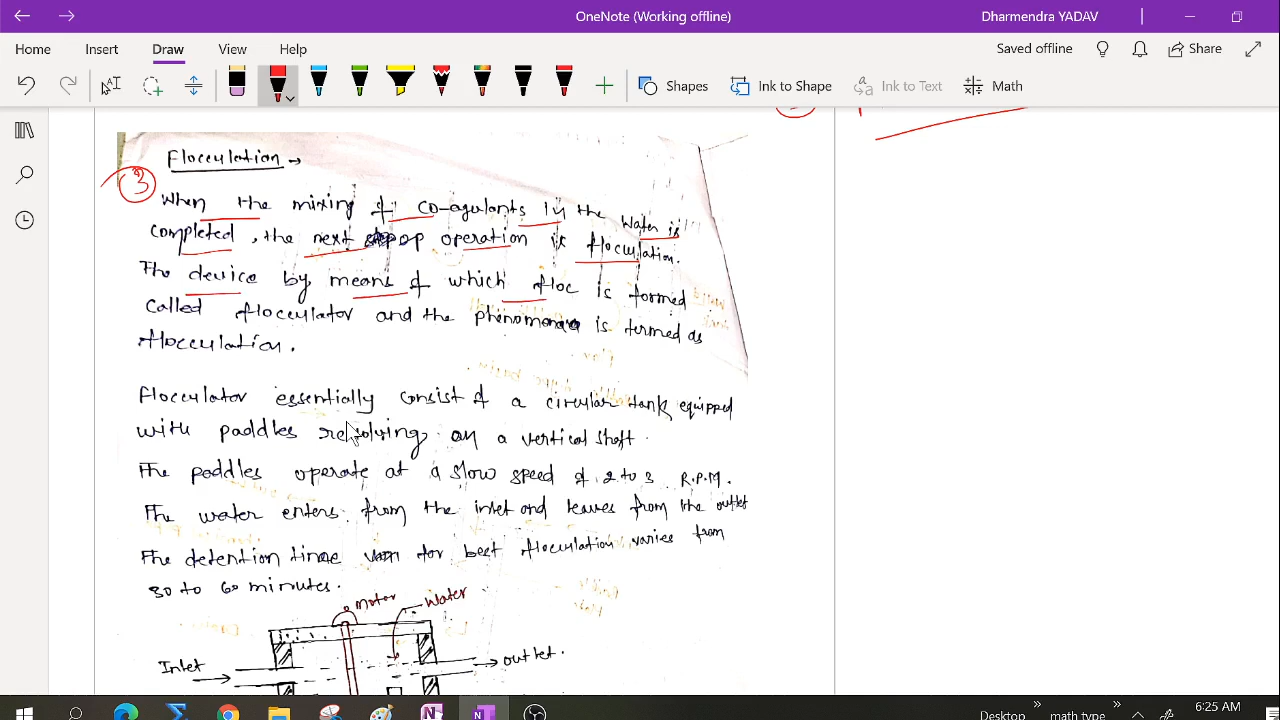 OneNote (Working offline)
Dharmendra YADAV
Home Insert Draw View Help
Saved offline
Share
Shapes
Ink to Shape
Ink to Text
Math
Flocculation →
③
When the mixing of co-agulants in the water is
completed, the next operation is flocculation.
The device by means of which floc is formed
called flocculator and the phenomena is termed as
flocculation.
Flocculator essentially consist of a circular tank equipped
with paddles revolving on a vertical shaft.
The paddles operate at a slow speed of 2 to 3 R.P.M.
The water enters from the inlet and leaves from the outlet
The detention time for best flocculation varies from
30 to 60 minutes.
Motor
Water
Inlet →
→ outlet.
Desktop
math type
6:25 AM